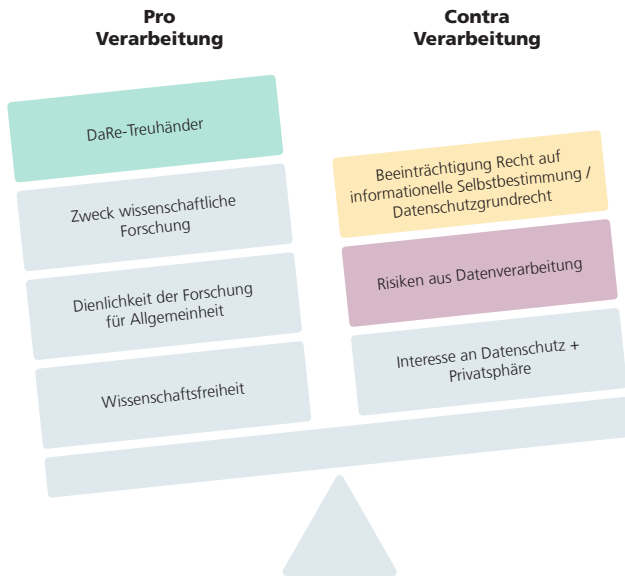 Pro
Verarbeitung
DaRe-Treuhänder
Zweck wissenschaftliche
Forschung
Dienlichkeit der Forschung
für Allgemeinheit
Wissenschaftsfreiheit
Contra
Verarbeitung
Beeinträchtigung Recht auf
informationelle Selbstbestimmung /
Datenschutzgrundrecht
Risiken aus Datenverarbeitung
Interesse an Datenschutz +
Privatsphäre